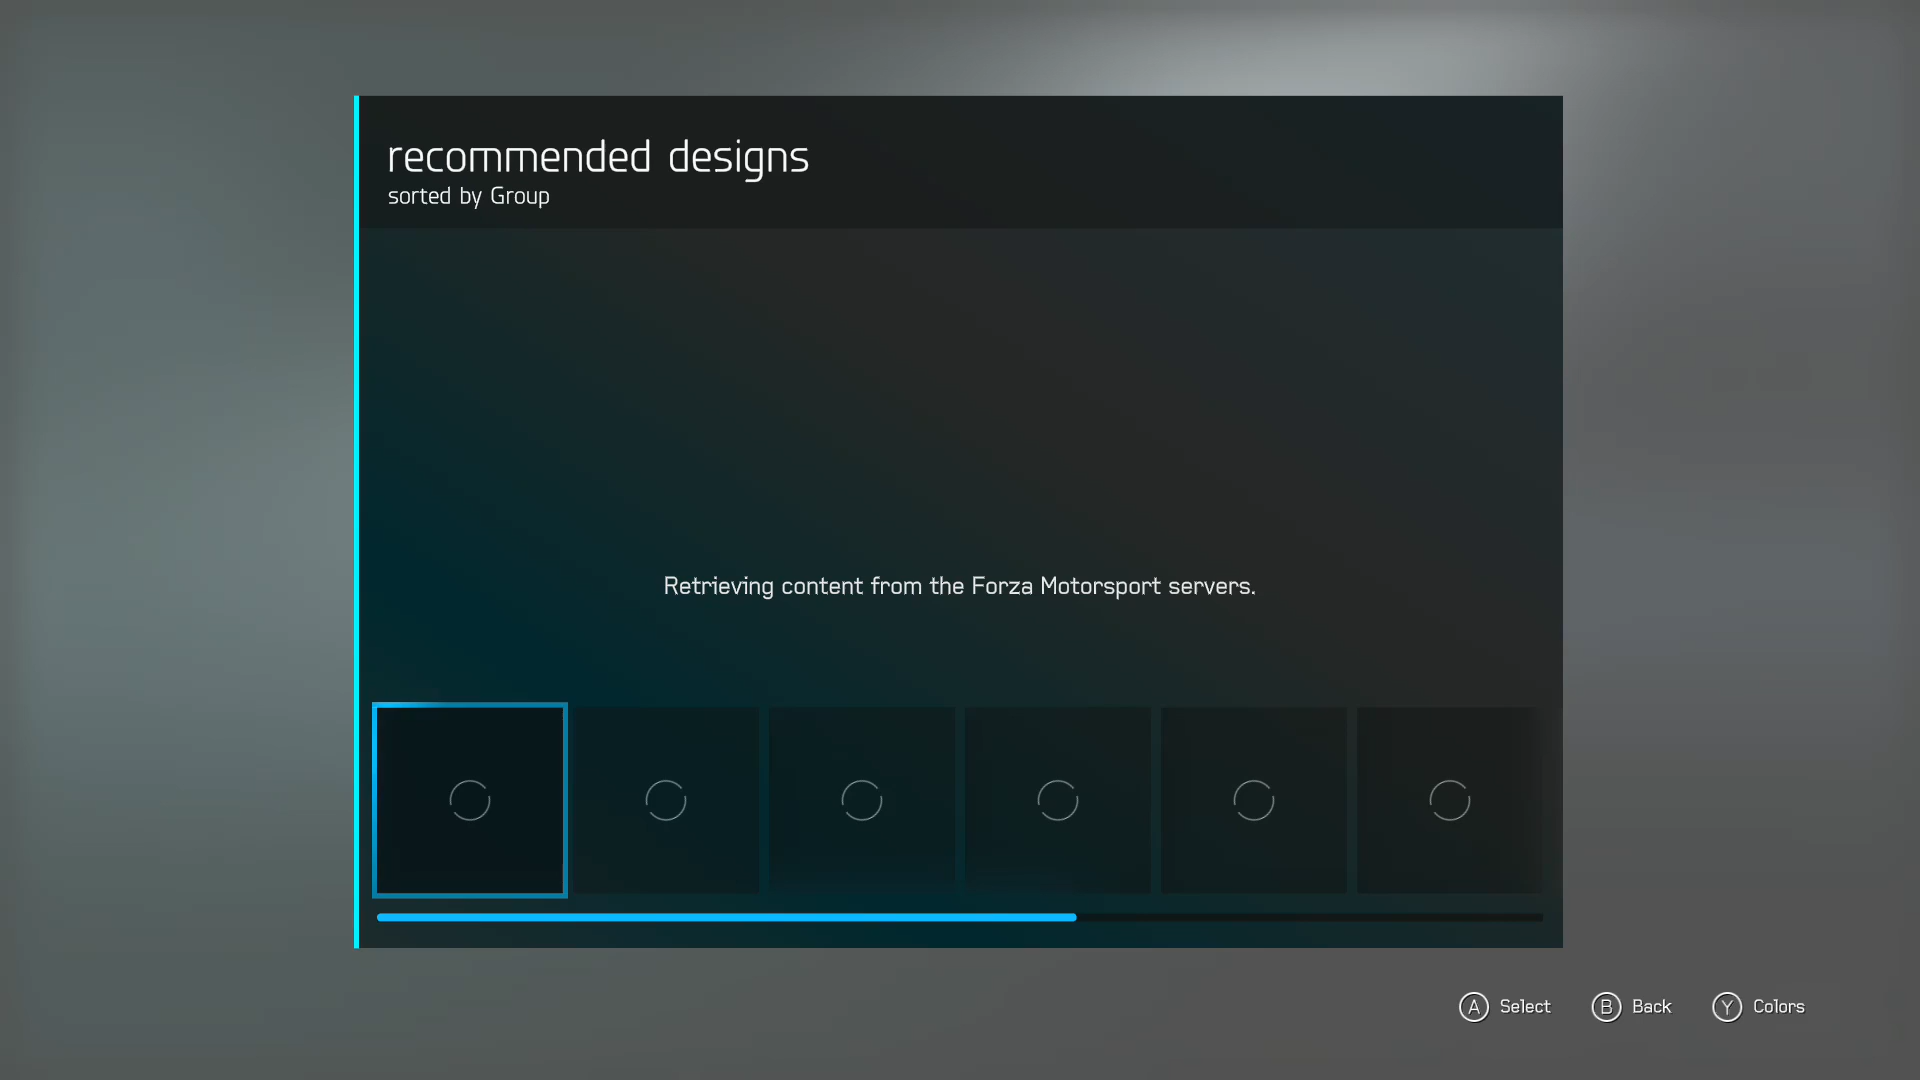 recommended designs
sorted by Group
Retrieving content from the Forza Motorsport servers.
A Select B Back Y Colors